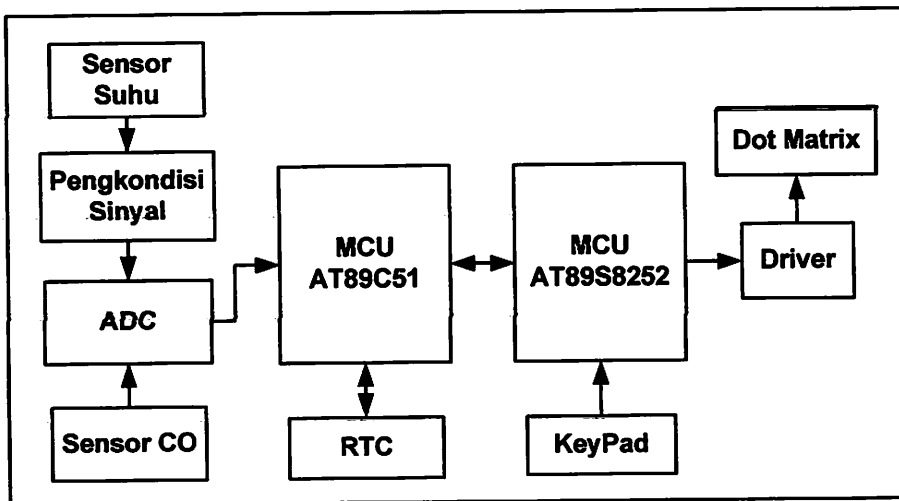 Sensor
Suhu
Pengkondisi
Sinyal
ADC
Sensor CO
MCU
AT89C51
RTC
MCU
AT89S8252
KeyPad
Dot Matrix
Driver